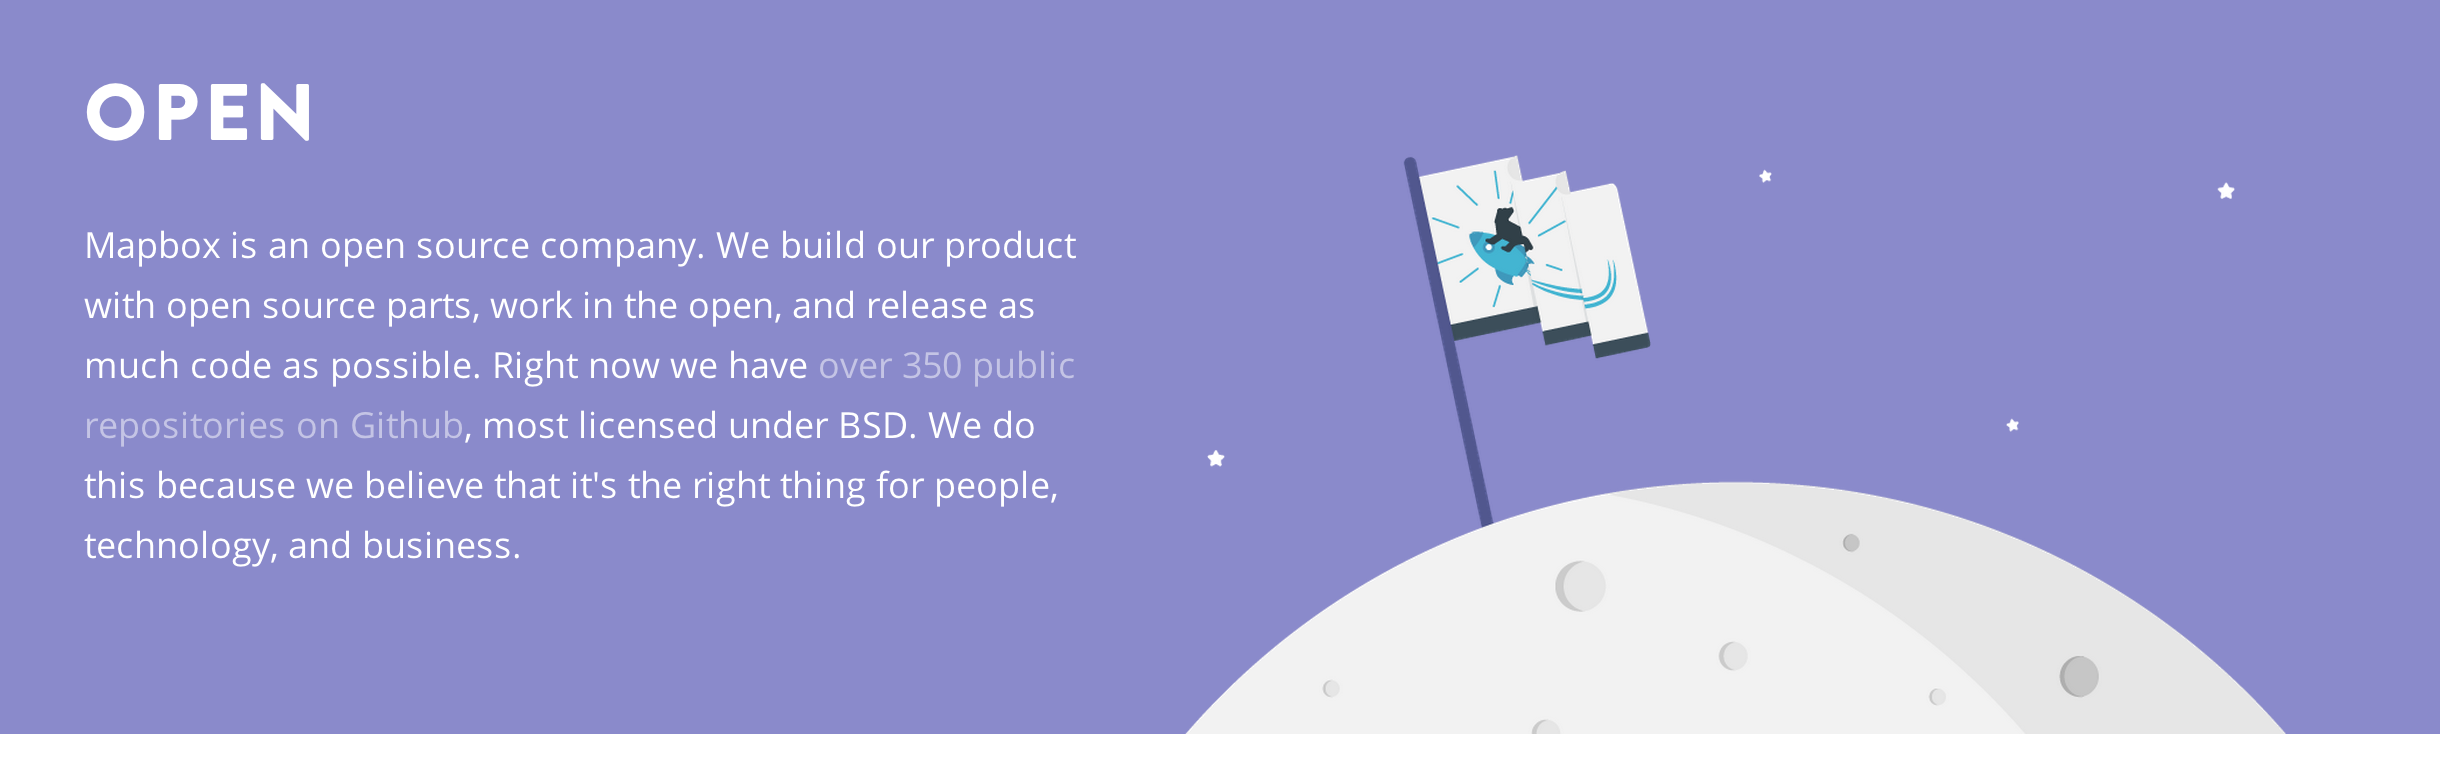 OPEN
Mapbox is an open source company. We build our product
with open source parts, work in the open, and release as
much code as possible. Right now we have over 350 public
repositories on Github, most licensed under BSD. We do
this because we believe that it's the right thing for people,
technology, and business.